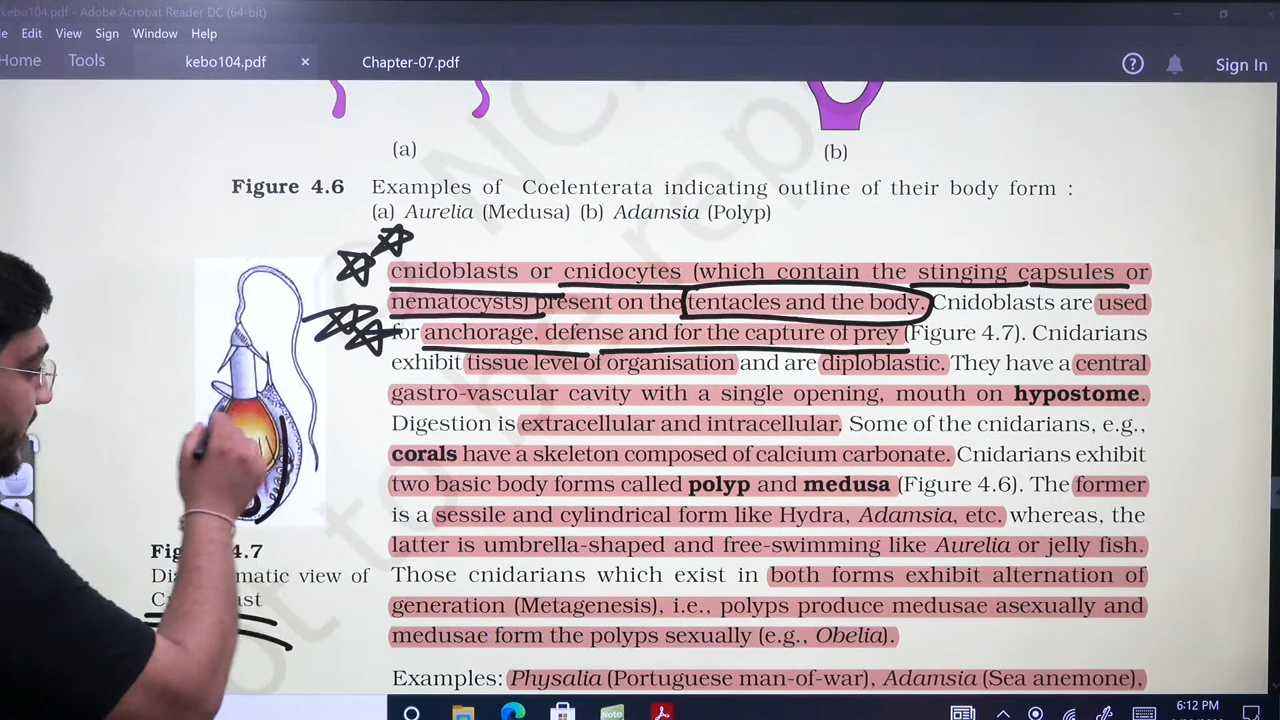 kebo104.pdf - Adobe Acrobat Reader DC (64-bit)
Edit View Sign Window Help
Home Tools kebo104.pdf × Chapter-07.pdf Sign In
(a) (b)
Figure 4.6 Examples of Coelenterata indicating outline of their body form :
(a) Aurelia (Medusa) (b) Adamsia (Polyp)
cnidoblasts or cnidocytes (which contain the stinging capsules or
nematocysts) present on the tentacles and the body. Cnidoblasts are used
for anchorage, defense and for the capture of prey (Figure 4.7). Cnidarians
exhibit tissue level of organisation and are diploblastic. They have a central
gastro-vascular cavity with a single opening, mouth on hypostome.
Digestion is extracellular and intracellular. Some of the cnidarians, e.g.,
corals have a skeleton composed of calcium carbonate. Cnidarians exhibit
two basic body forms called polyp and medusa (Figure 4.6). The former
is a sessile and cylindrical form like Hydra, Adamsia, etc. whereas, the
latter is umbrella-shaped and free-swimming like Aurelia or jelly fish.
Those cnidarians which exist in both forms exhibit alternation of
generation (Metagenesis), i.e., polyps produce medusae asexually and
medusae form the polyps sexually (e.g., Obelia).
Examples: Physalia (Portuguese man-of-war), Adamsia (Sea anemone),
4.7
view of
Note
6:12 PM